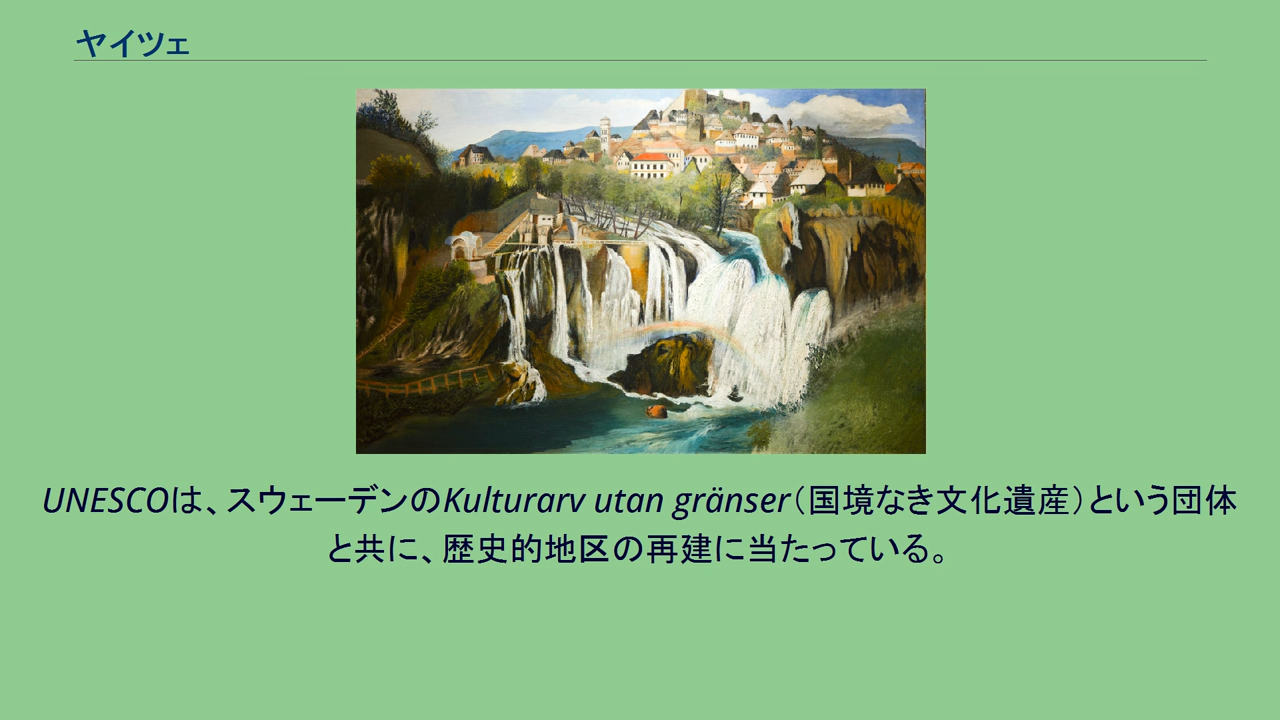 ヤイツェ
UNESCOは、スウェーデンのKulturarv utan gränser（国境なき文化遺産）という団体
と共に、歴史的地区の再建に当たっている。